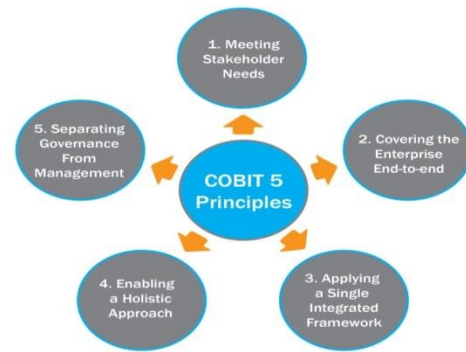 1. Meeting
Stakeholder
Needs
2. Covering the
Enterprise
End-to-end
3. Applying
a Single
Integrated
Framework
4. Enabling
a Holistic
Approach
5. Separating
Governance
From
Management
COBIT 5
Principles